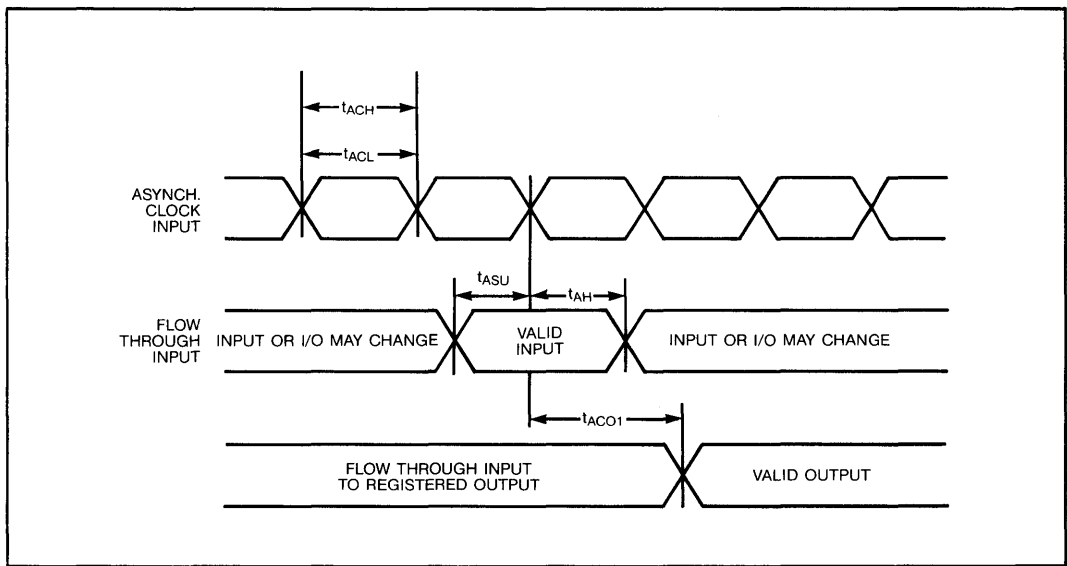 tACH
tACL
ASYNCH.
CLOCK
INPUT
tASU
tAH
FLOW
THROUGH
INPUT
INPUT OR I/O MAY CHANGE
VALID
INPUT
INPUT OR I/O MAY CHANGE
tACO1
FLOW THROUGH INPUT
TO REGISTERED OUTPUT
VALID OUTPUT